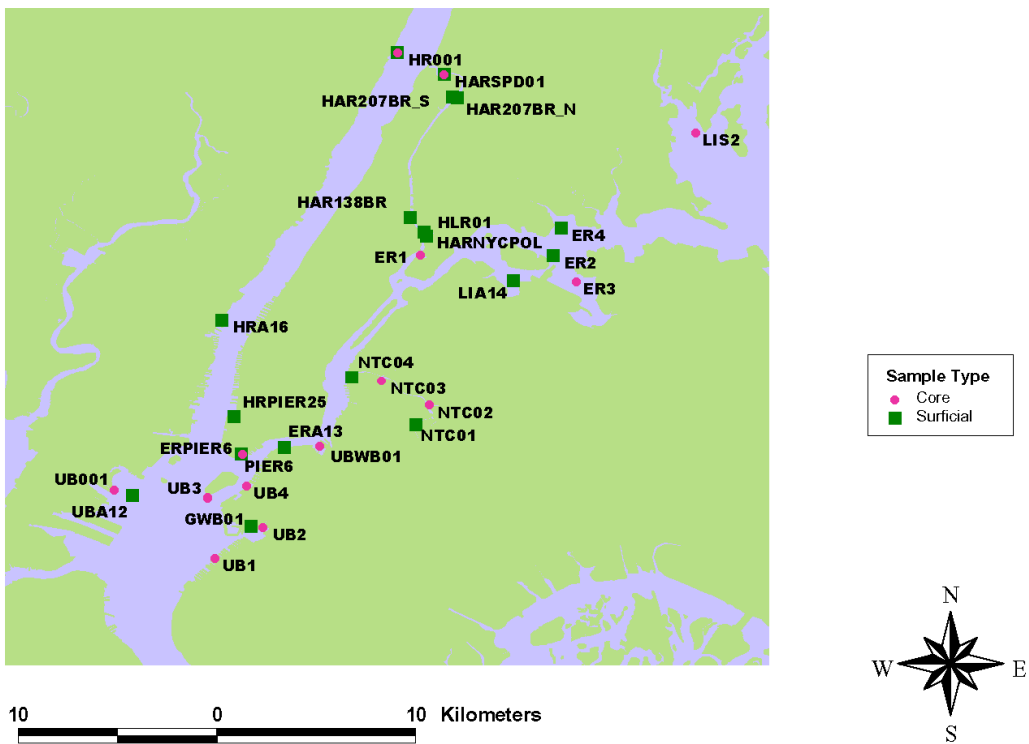 HR001
HARSPD01
HAR207BR_S
HAR207BR_N
LIS2
HAR138BR
HLR01
HARNYCPOL
ER4
ER1
ER2
LIA14
ER3
HRA16
NTC04
NTC03
NTC02
HRPIER25
NTC01
ERA13
ERPIER6
UBWB01
PIER6
UB001
UB3
UB4
UBA12
GWB01
UB2
UB1
Sample Type
Core
Surficial
N
W E
S
10 0 10 Kilometers